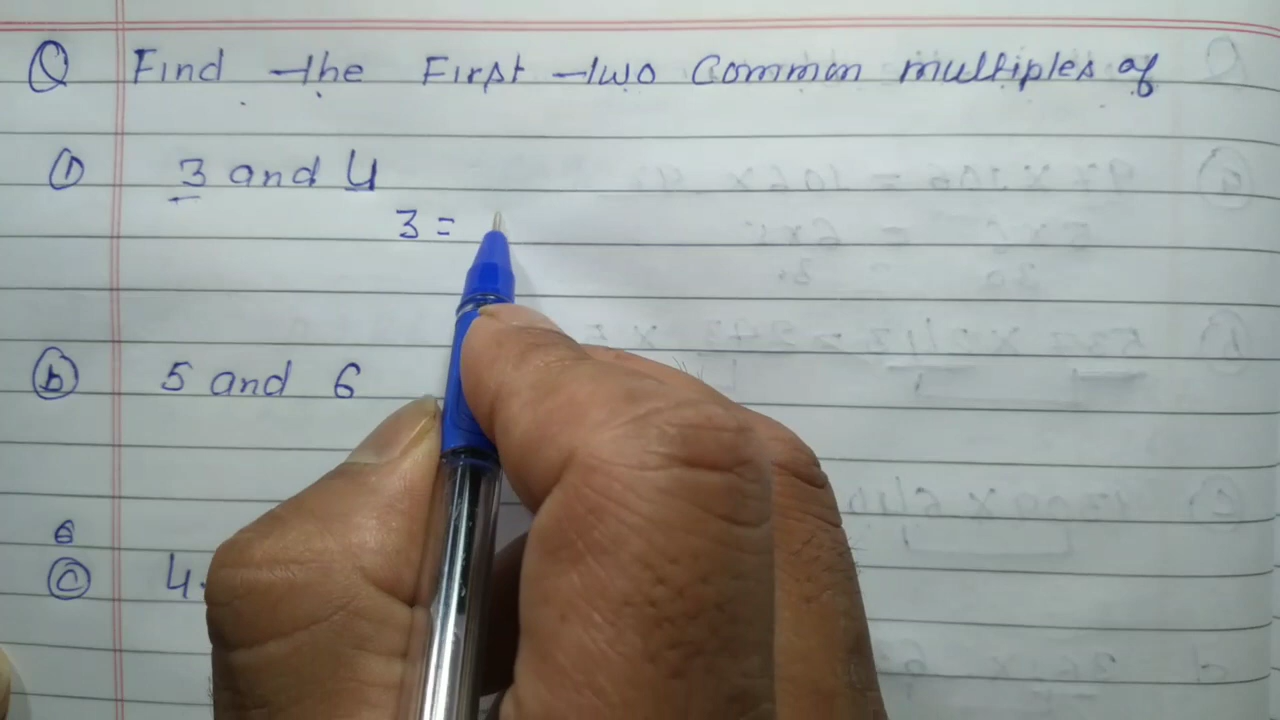 Q Find the First two Common multiples of
① 3 and 4
3 =
ⓑ 5 and 6
6
ⓒ 4.